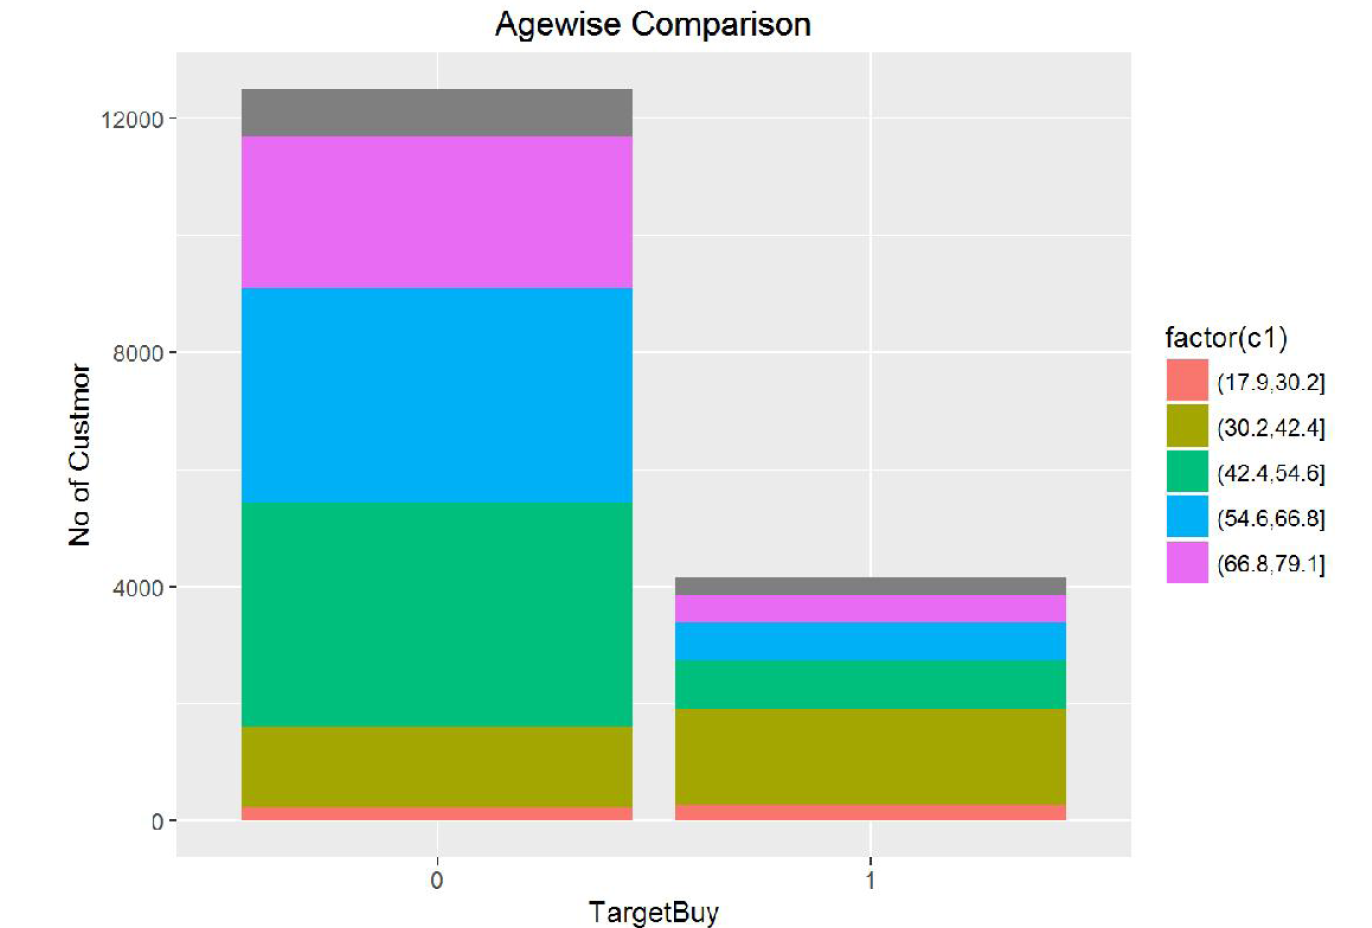 Agewise Comparison
12000
8000
4000
0
No of Custmor
0
1
TargetBuy
factor(c1)
(17.9,30.2]
(30.2,42.4]
(42.4,54.6]
(54.6,66.8]
(66.8,79.1]